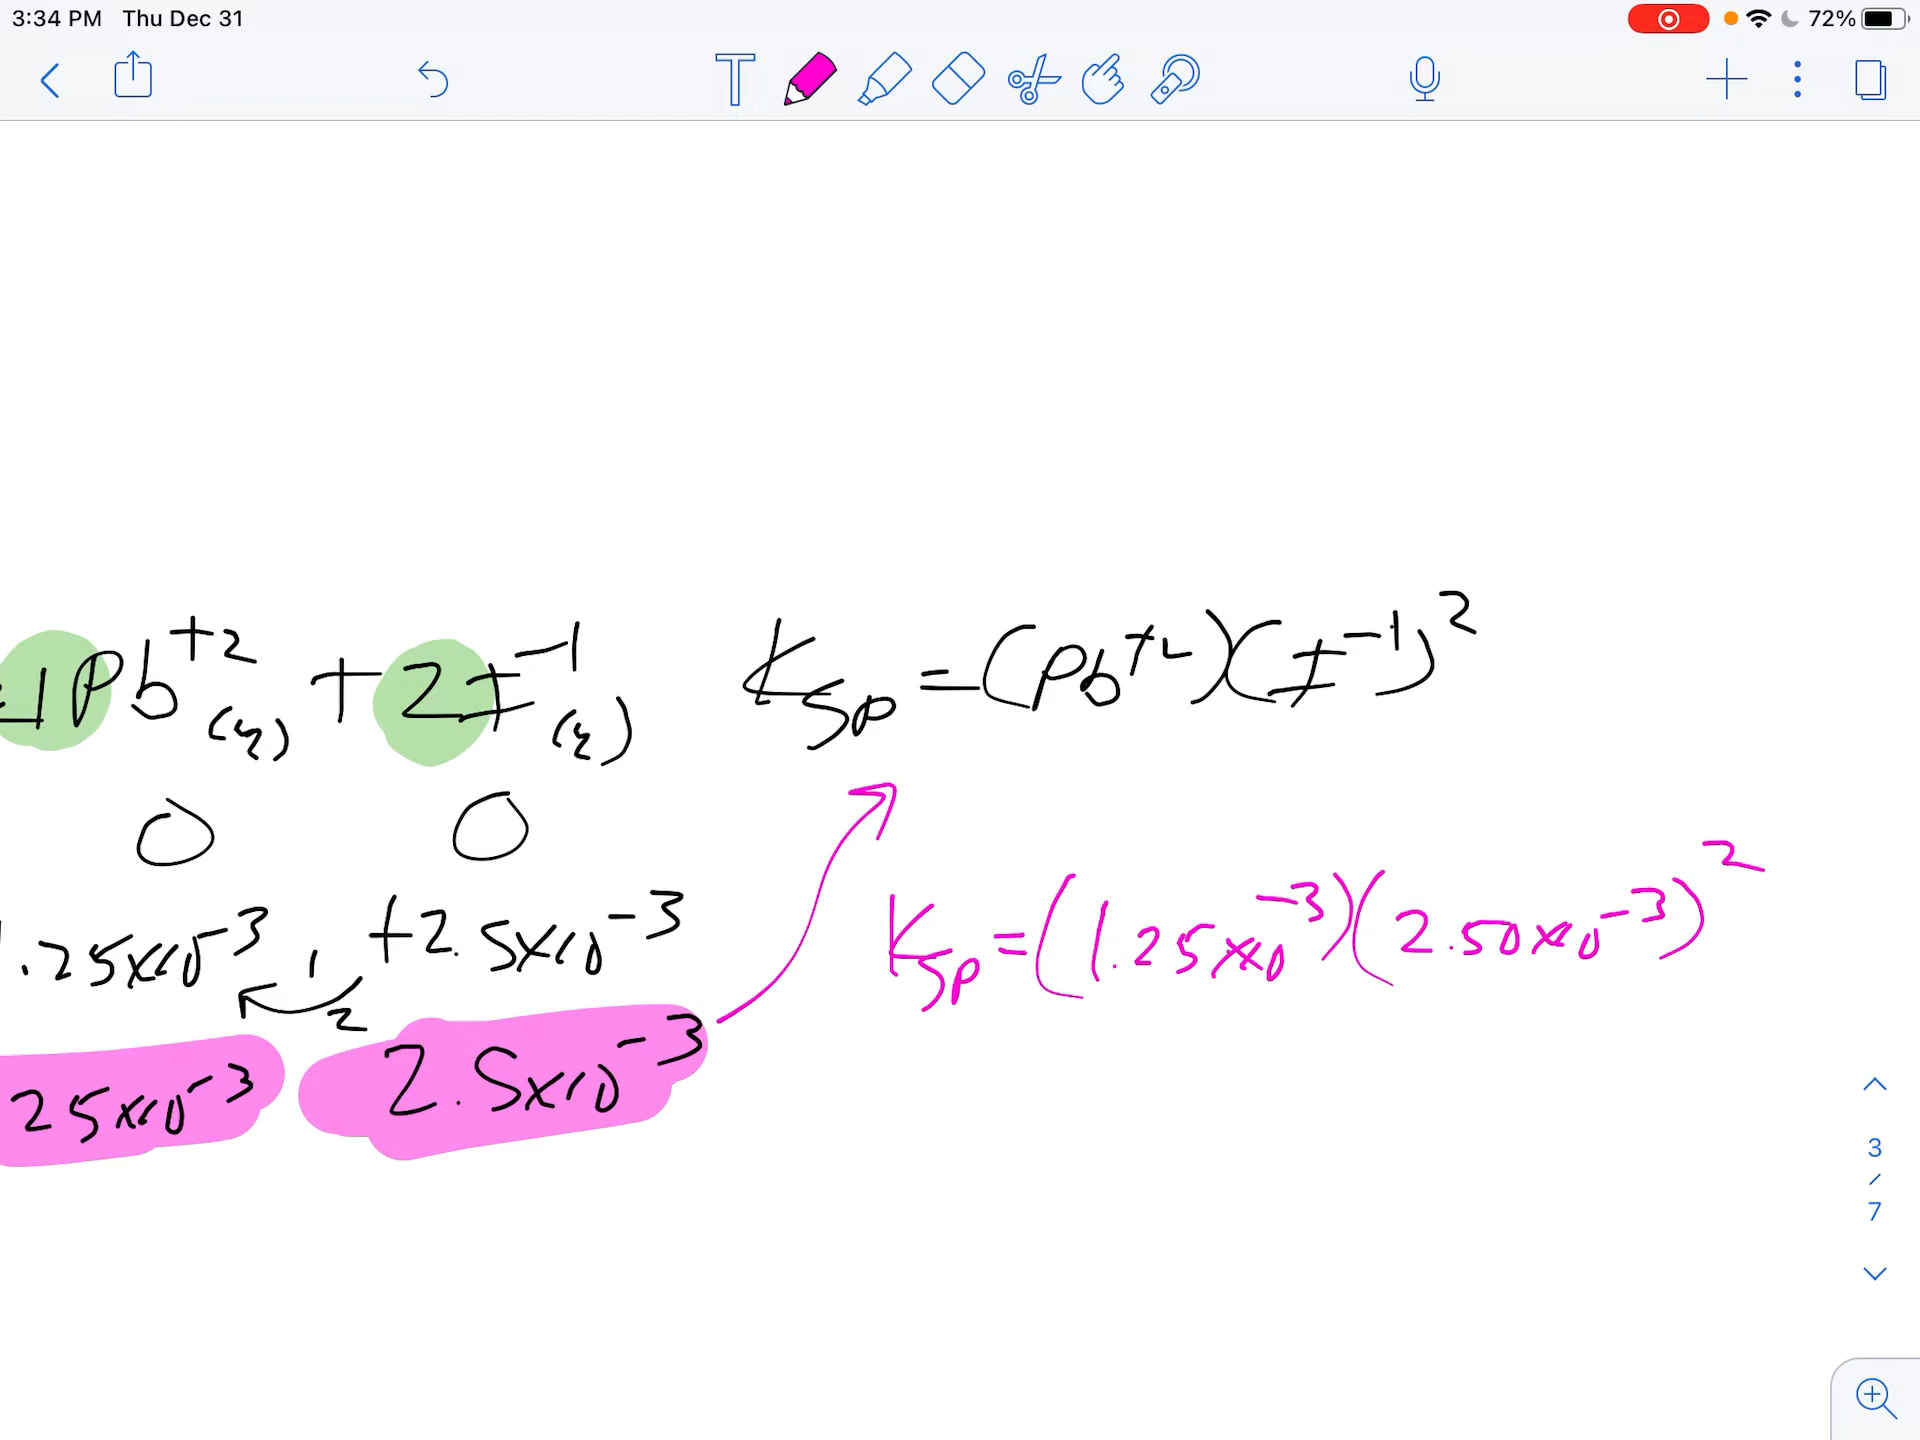 3:34 PM Thu Dec 31 72%
T
1Pb⁺²(aq) + 2I⁻¹(aq)
Ksp = (Pb⁺²)(I⁻¹)²
0 0
.25x10⁻³ +2.5x10⁻³
1
2
25x10⁻³ 2.5x10⁻³
Ksp = (1.25x10⁻³)(2.50x10⁻³)²
3
/
7